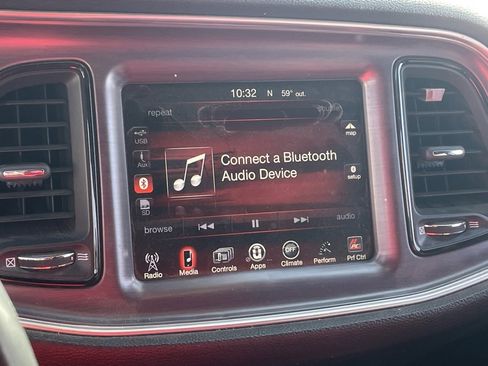 10:32 N 59° out.
repeat
map
USB
Aux
Connect a Bluetooth
Audio Device
setup
SD
browse audio
Radio Media Controls Apps OFF Climate Perform Prf Ctrl